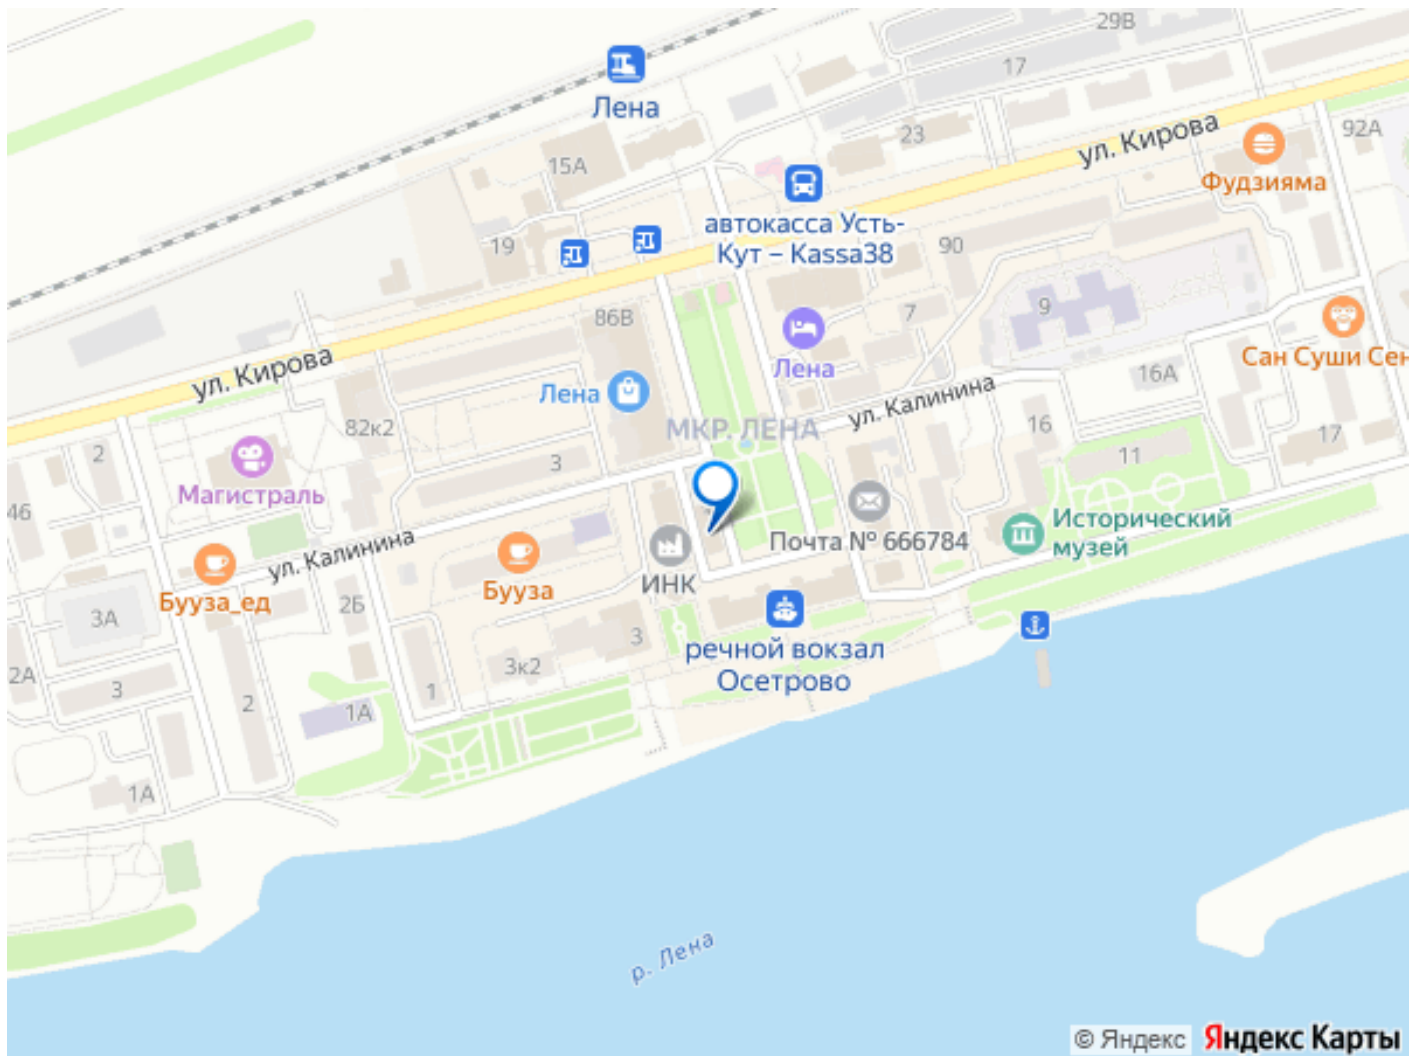 29В
17
Лена
92А
ул. Кирова
23
15А
Фудзияма
автокасса Усть-
Кут – Kassa38
19
90
86В
7
9
Сан Суши Сен
ул. Кирова
Лена
16А
Лена
ул. Калинина
82к2
МКР. ЛЕНА
16
17
2
3
11
Магистраль
46
Исторический
музей
Почта № 666784
ул. Калинина
ИНК
Бууза
Бууза_ед
2Б
3А
3
речной вокзал
Осетрово
3к2
2А
3
1
2
1А
1А
р. Лена
© Яндекс
Яндекс Карты